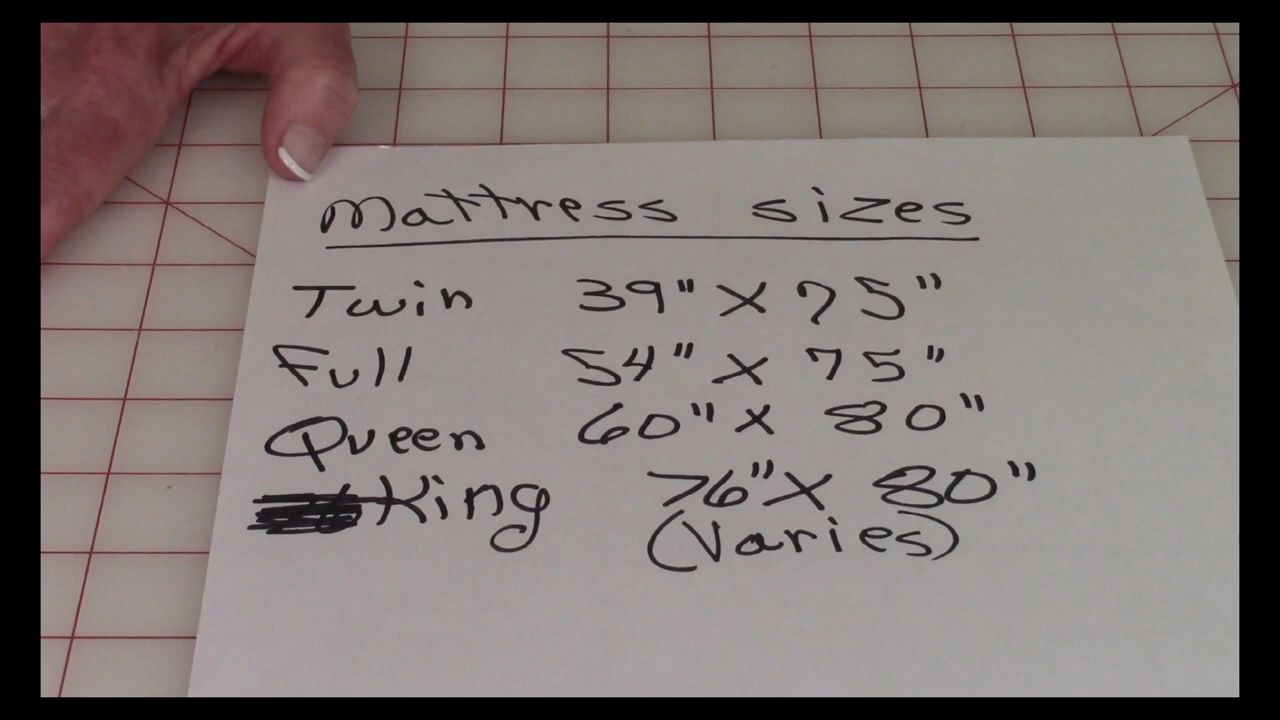 Mattress sizes
Twin 39" X 75"
Full 54" X 75"
Queen 60" X 80"
King 76" X 80"
(Varies)